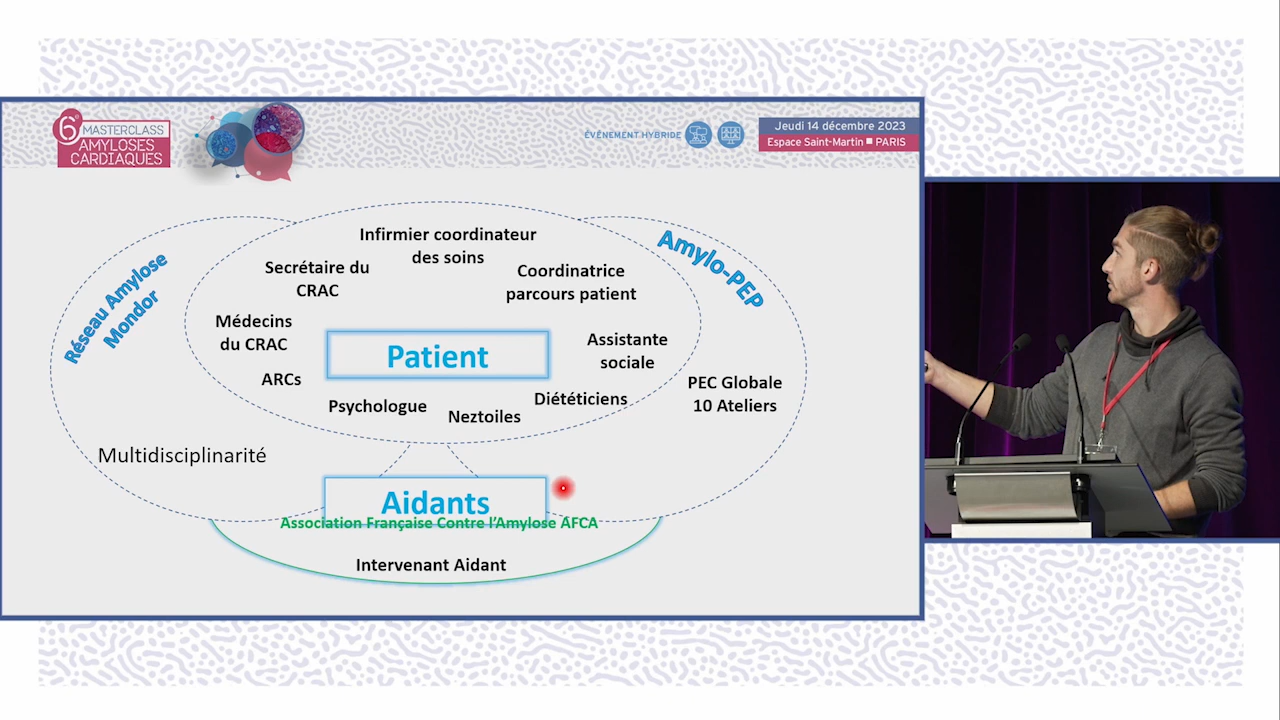 6e MASTERCLASS
AMYLOSES
CARDIAQUES
ÉVÉNEMENT HYBRIDE
Jeudi 14 décembre 2023
Espace Saint-Martin ■ PARIS
Réseau Amylose
Mondor
Amylo-PEP
Infirmier coordinateur
des soins
Secrétaire du
CRAC
Coordinatrice
parcours patient
Médecins
du CRAC
Patient
Assistante
sociale
ARCs
PEC Globale
10 Ateliers
Psychologue
Neztoiles
Diététiciens
Multidisciplinarité
Aidants
Association Française Contre l'Amylose AFCA
Intervenant Aidant